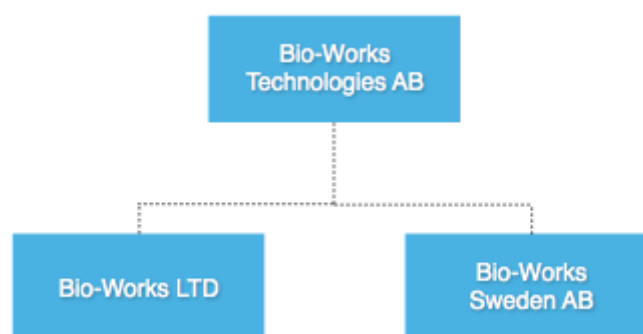 Bio-Works
Technologies AB
Bio-Works LTD
Bio-Works
Sweden AB